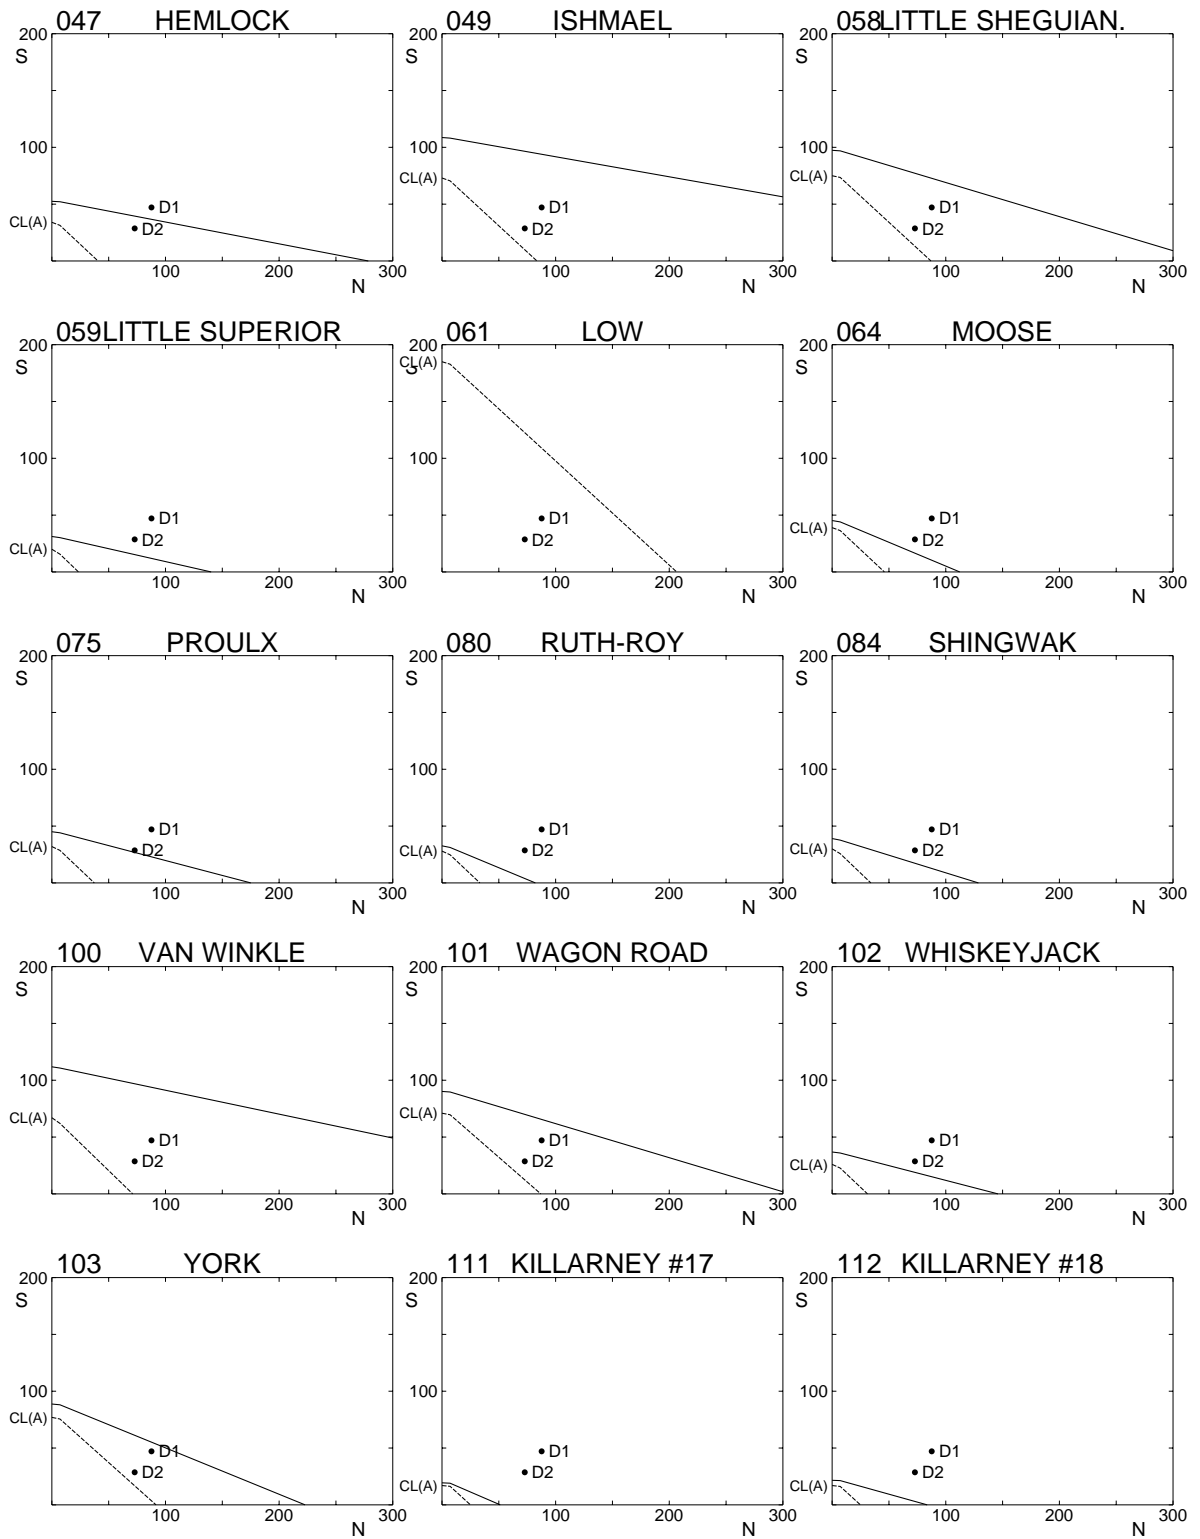 047 HEMLOCK
200
S
100
CL(A)
D1
D2
100 200 300
N
049 ISHMAEL
S
100
CL(A)
D1
D2
100 200 300
N
058LITTLE SHEGUIAN.
200
S
100
CL(A)
D1
D2
100 200 300
N
059LITTLE SUPERIOR
200
S
100
CL(A)
D1
D2
100 200 300
N
061 LOW
200
CL(A)
S
100
D1
D2
100 200 300
N
064 MOOSE
200
S
100
CL(A)
D1
D2
100 200 300
N
075 PROULX
200
S
100
CL(A)
D1
D2
100 200 300
N
080 RUTH-ROY
200
S
100
CL(A)
D1
D2
100 200 300
N
084 SHINGWAK
200
S
100
CL(A)
D1
D2
100 200 300
N
100 VAN WINKLE
200
S
100
CL(A)
D1
D2
100 200 300
N
101 WAGON ROAD
200
S
100
CL(A)
D1
D2
100 200 300
N
102 WHISKEYJACK
200
S
100
CL(A)
D1
D2
100 200 300
N
103 YORK
200
S
100
CL(A)
D1
D2
100 200 300
N
111 KILLARNEY #17
200
S
100
CL(A)
D1
D2
100 200 300
N
112 KILLARNEY #18
200
S
100
CL(A)
D1
D2
100 200 300
N